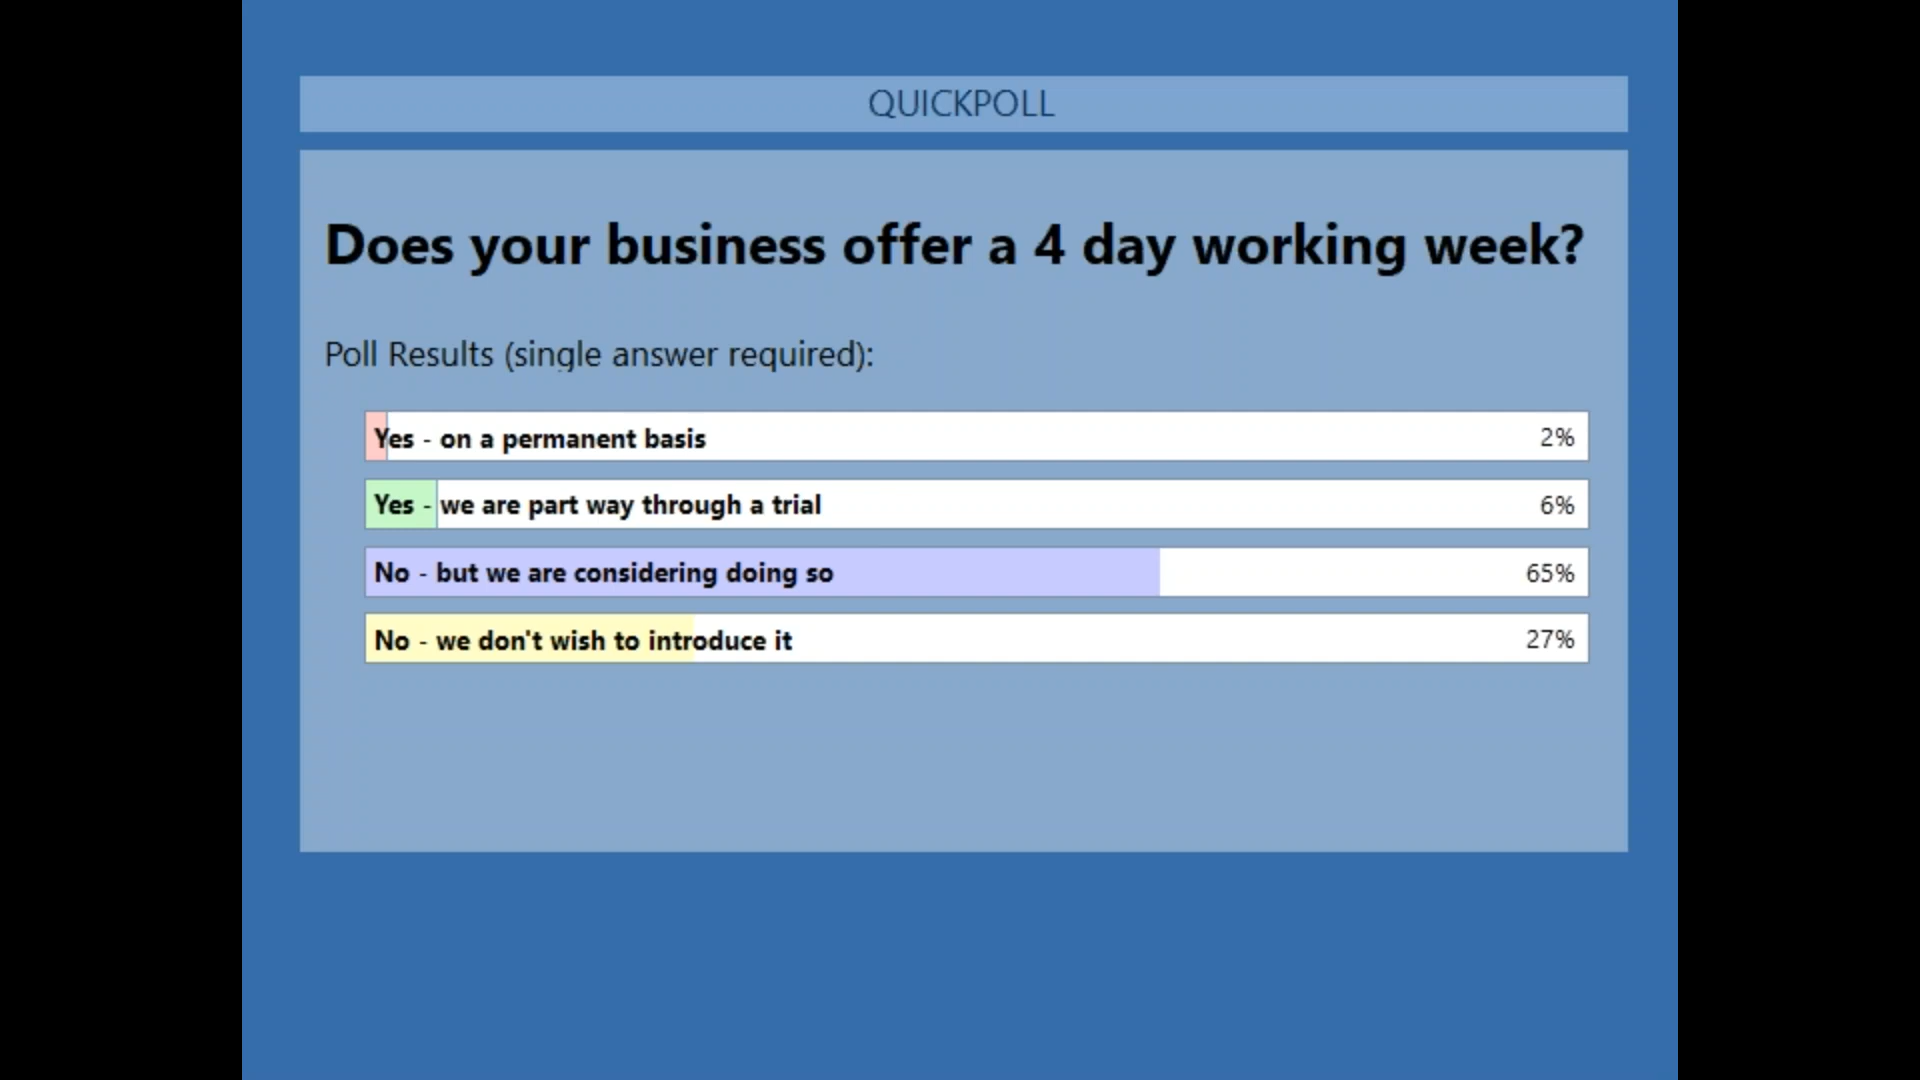 QUICKPOLL
Does your business offer a 4 day working week?
Poll Results (single answer required):
Yes - on a permanent basis 2%
Yes - we are part way through a trial 6%
No - but we are considering doing so 65%
No - we don't wish to introduce it 27%